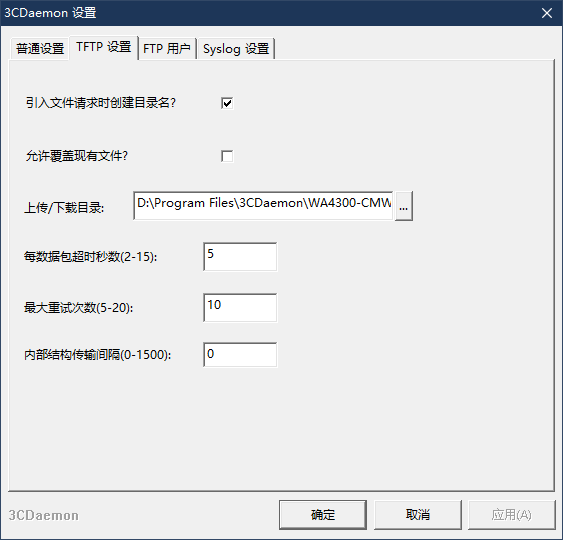 3CDaemon 设置
普通设置 TFTP 设置 FTP 用户 Syslog 设置
引入文件请求时创建目录名?
允许覆盖现有文件?
上传/下载目录: D:\Program Files\3CDaemon\WA4300-CMW ...
每数据包超时秒数(2-15): 5
最大重试次数(5-20): 10
内部结构传输间隔(0-1500): 0
3CDaemon 确定 取消 应用(A)